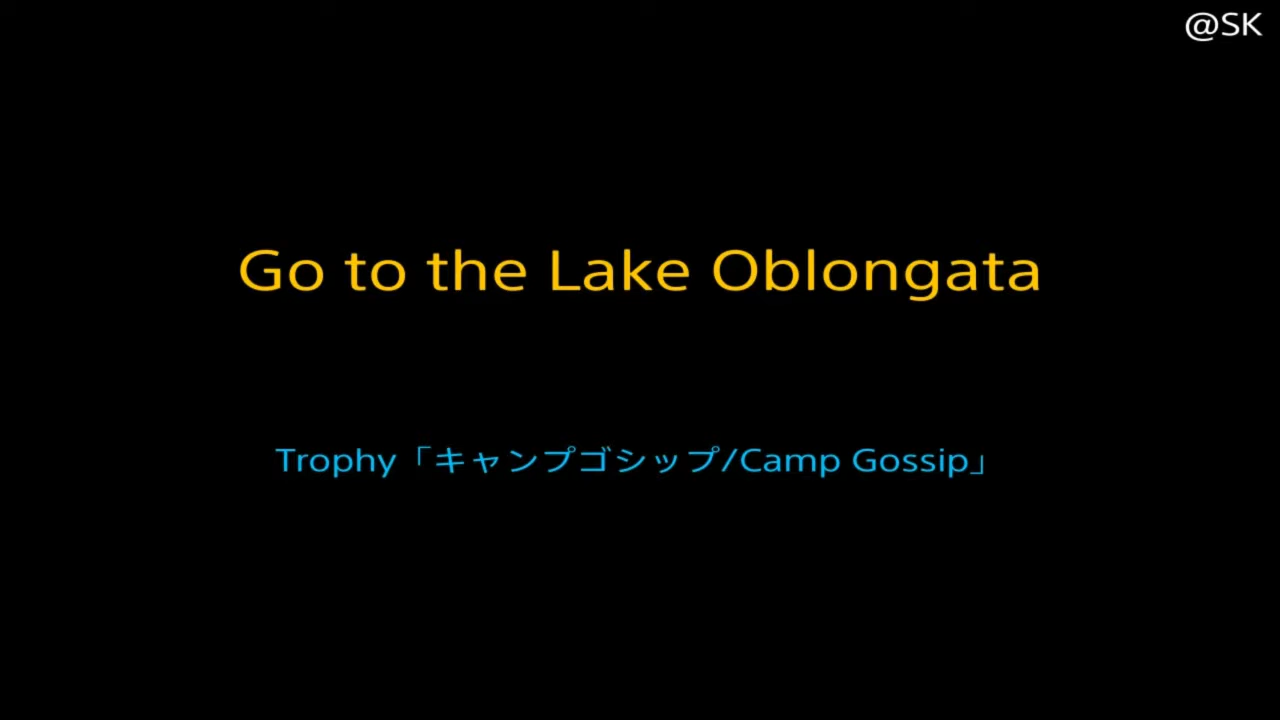 @SK
Go to the Lake Oblongata
Trophy「キャンプゴシップ/Camp Gossip」